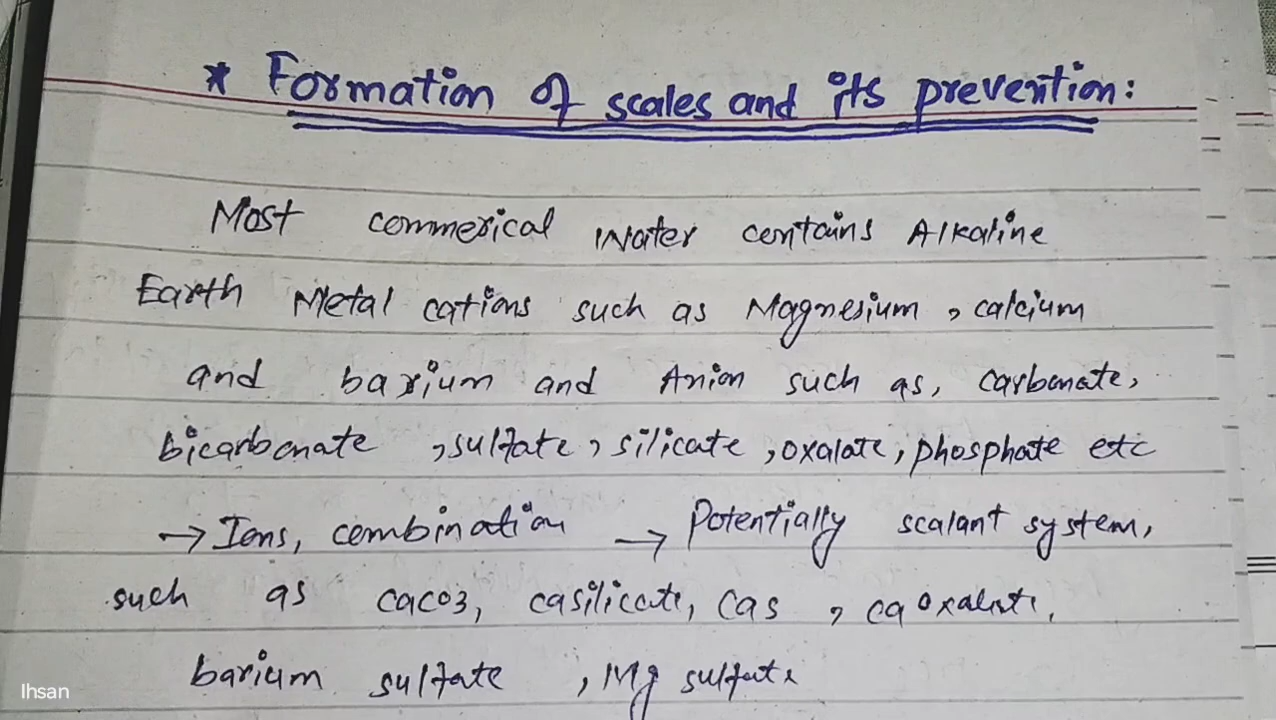 * Formation of scales and its prevention:
Most commerical Water contains Alkaline
Earth Metal cations such as Magnesium , calcium
and barium and Anion such as, carbonate,
bicarbonate , sulfate , silicate , oxalate, phosphate etc
→ Ions, combination → Potentially scalant system,
such as caco3, casilicate, cas , ca oxalate,
barium sulfate , Mg sulfate
Ihsan